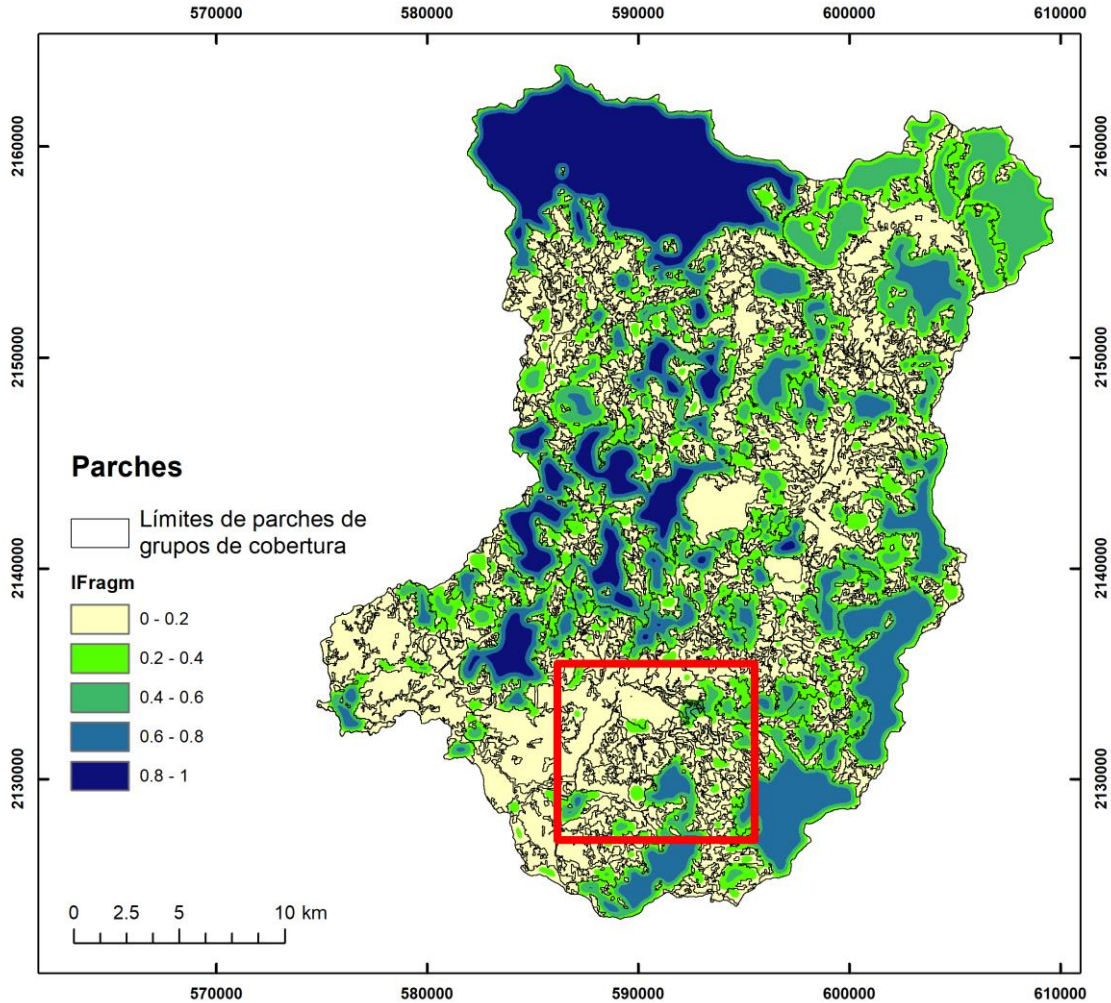 570000 580000 590000 600000 610000
2160000 2160000
2150000 2150000
Parches
Límites de parches de
grupos de cobertura
IFragm
0 - 0.2
0.2 - 0.4
0.4 - 0.6
0.6 - 0.8
0.8 - 1
2140000 2140000
2130000 2130000
0 2.5 5 10 km
570000 580000 590000 600000 610000